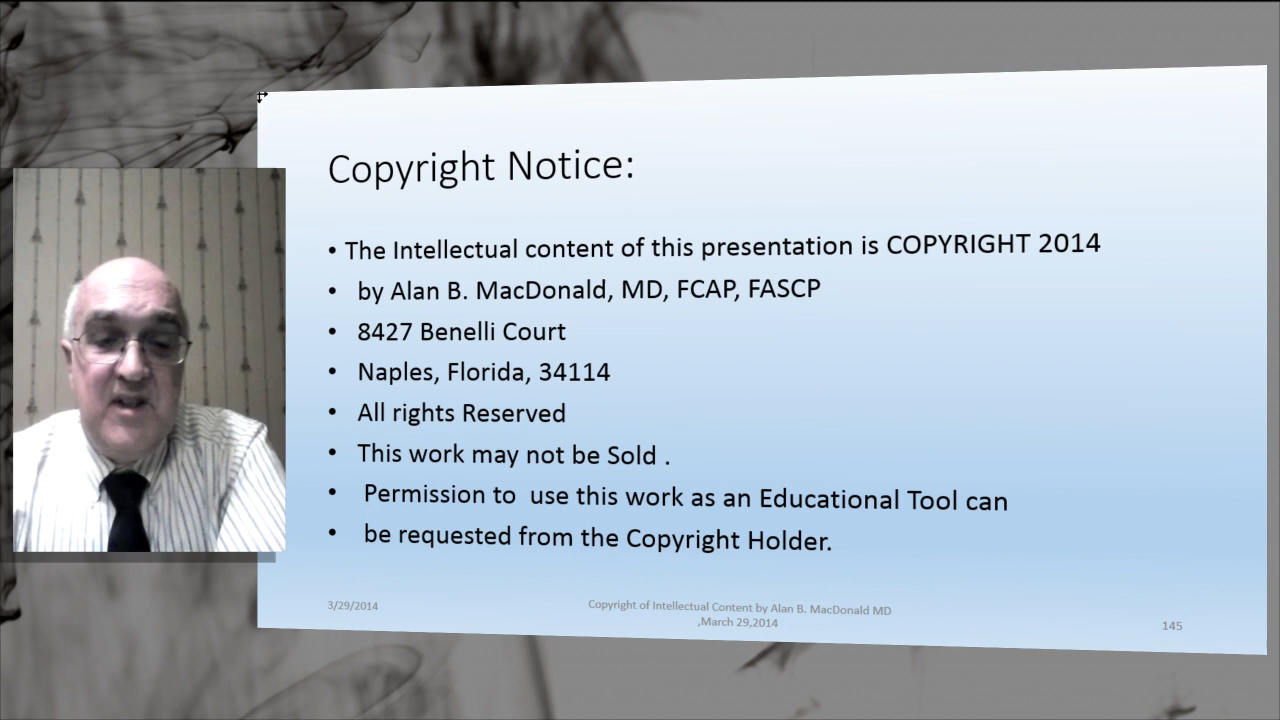 Copyright Notice:
• The Intellectual content of this presentation is COPYRIGHT 2014
• by Alan B. MacDonald, MD, FCAP, FASCP
• 8427 Benelli Court
• Naples, Florida, 34114
• All rights Reserved
• This work may not be Sold .
• Permission to use this work as an Educational Tool can
• be requested from the Copyright Holder.
3/29/2014
Copyright of Intellectual Content by Alan B. MacDonald MD
,March 29,2014
145